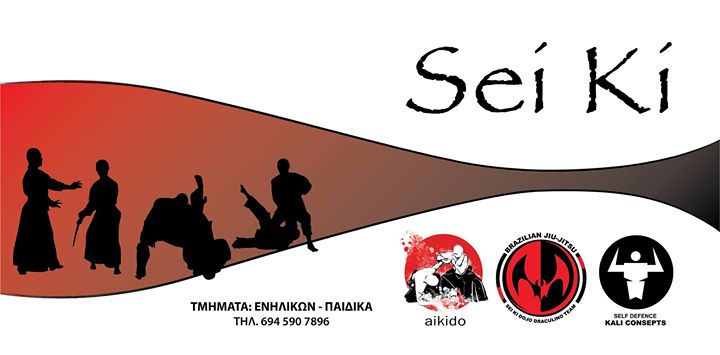 Sei Ki
BRAZILIAN JIU-JITSU
SEI KI DOJO DRACULINO TEAM
aikido
SELF DEFENCE
KALI CONSEPTS
ΤΜΗΜΑΤΑ: ΕΝΗΛΙΚΩΝ - ΠΑΙΔΙΚΑ
ΤΗΛ. 694 590 7896